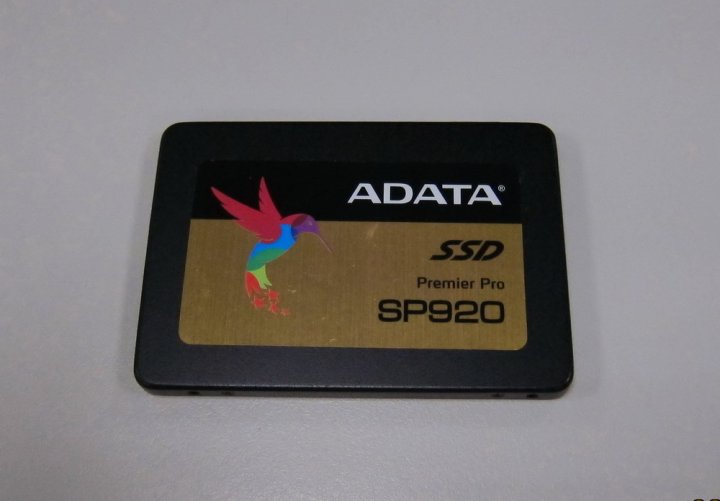 ADATA®
SSD
Premier Pro
SP920